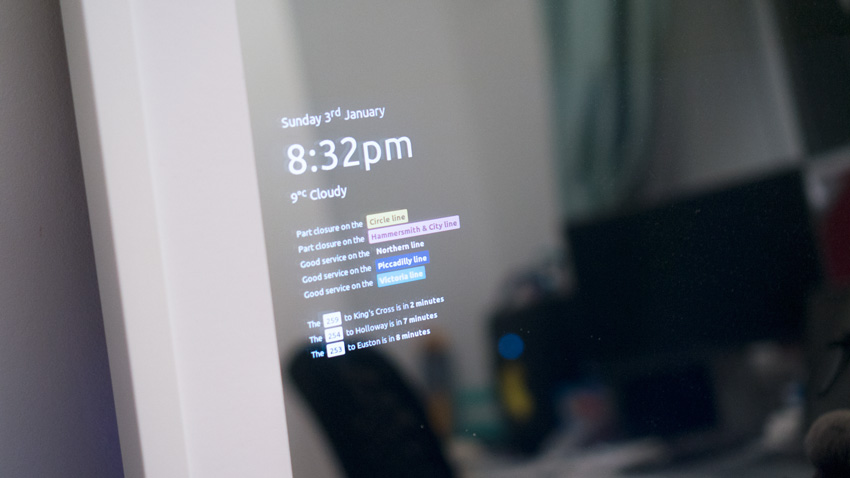 Sunday 3rd January
8:32pm
9°C Cloudy
Part closure on the Circle line
Part closure on the Hammersmith & City line
Good service on the Northern line
Good service on the Piccadilly line
Good service on the Victoria line
The 259 to King's Cross is in 2 minutes
The 254 to Holloway is in 7 minutes
The 253 to Euston is in 8 minutes